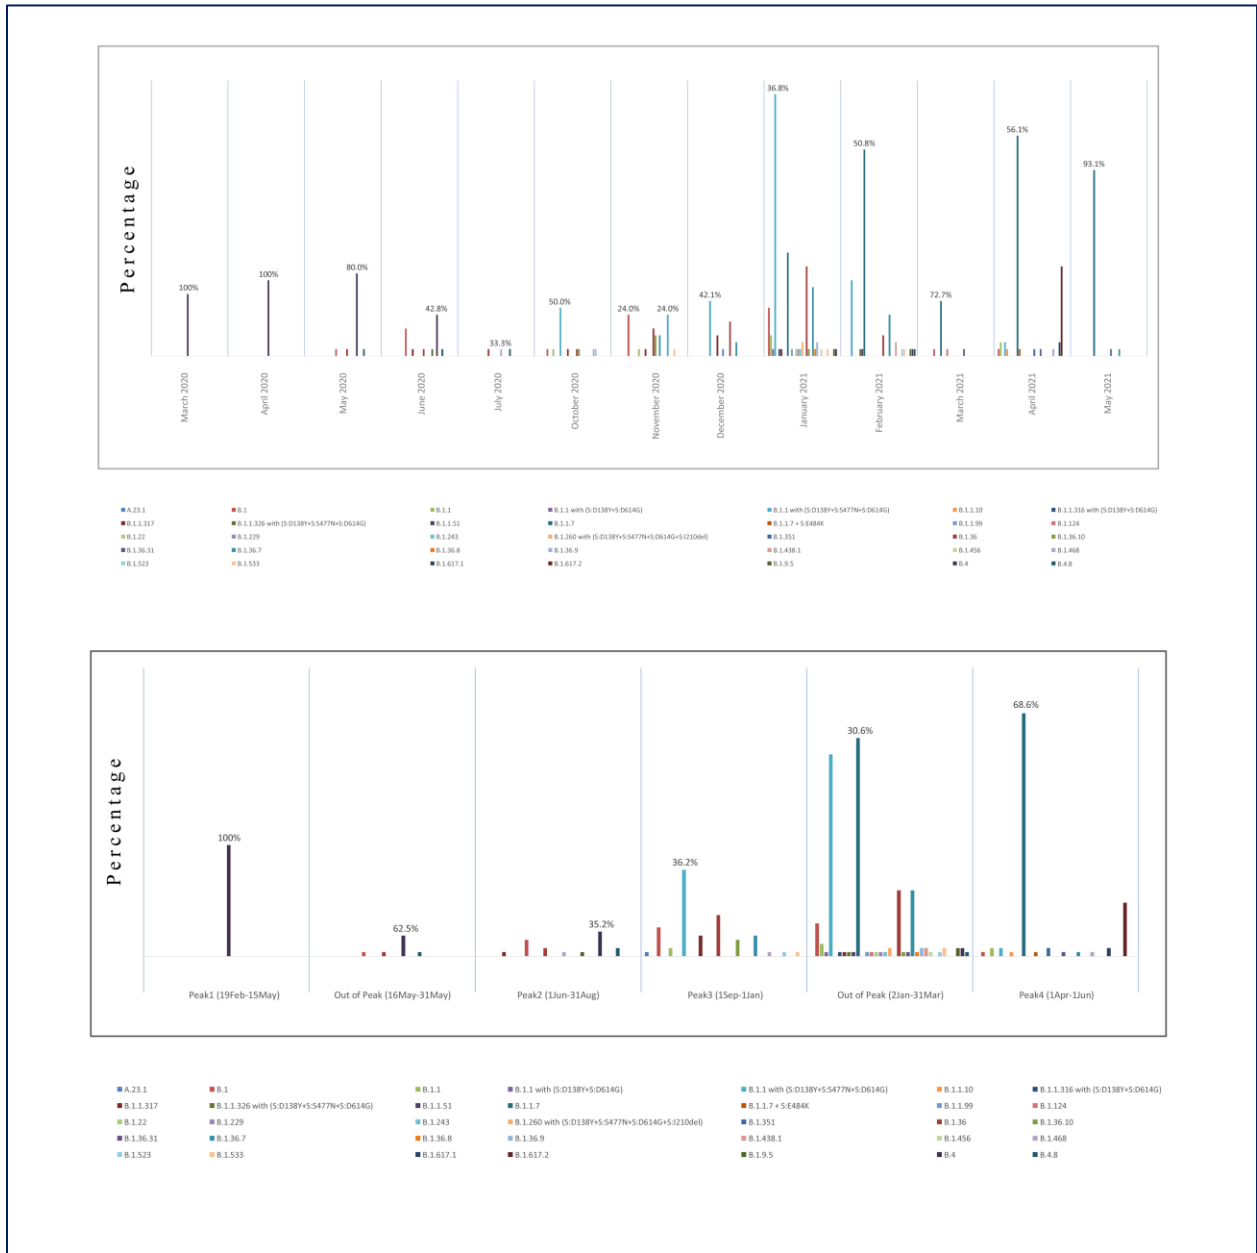 Percentage
100%
100%
80.0%
42.8%
33.3%
50.0%
24.0%
24.0%
42.1%
36.8%
50.8%
72.7%
56.1%
93.1%
March 2020
April 2020
May 2020
June 2020
July 2020
October 2020
November 2020
December 2020
January 2021
February 2021
March 2021
April 2021
May 2021
A.23.1 B.1 B.1.1 B.1.1 with (S:D138Y+S:D614G) B.1.1 with (S:D138Y+S:S477N+S:D614G) B.1.1.10 B.1.1.316 with (S:D138Y+S:D614G)
B.1.1.317 B.1.1.326 with (S:D138Y+S:S477N+S:D614G) B.1.1.51 B.1.1.7 B.1.1.7 + S:E484K B.1.1.99 B.1.124
B.1.22 B.1.229 B.1.243 B.1.260 with (S:D138Y+S:S477N+S:D614G+S:I210del) B.1.351 B.1.36 B.1.36.10
B.1.36.31 B.1.36.7 B.1.36.8 B.1.36.9 B.1.438.1 B.1.456 B.1.468
B.1.523 B.1.533 B.1.617.1 B.1.617.2 B.1.9.5 B.4 B.4.8
Percentage
100%
62.5%
35.2%
36.2%
30.6%
68.6%
Peak1 (19Feb-15May) Out of Peak (16May-31May) Peak2 (1Jun-31Aug) Peak3 (1Sep-1Jan) Out of Peak (2Jan-31Mar) Peak4 (1Apr-1Jun)
A.23.1 B.1 B.1.1 B.1.1 with (S:D138Y+S:D614G) B.1.1 with (S:D138Y+S:S477N+S:D614G) B.1.1.10 B.1.1.316 with (S:D138Y+S:D614G)
B.1.1.317 B.1.1.326 with (S:D138Y+S:S477N+S:D614G) B.1.1.51 B.1.1.7 B.1.1.7 + S:E484K B.1.1.99 B.1.124
B.1.22 B.1.229 B.1.243 B.1.260 with (S:D138Y+S:S477N+S:D614G+S:I210del) B.1.351 B.1.36 B.1.36.10
B.1.36.31 B.1.36.7 B.1.36.8 B.1.36.9 B.1.438.1 B.1.456 B.1.468
B.1.523 B.1.533 B.1.617.1 B.1.617.2 B.1.9.5 B.4 B.4.8